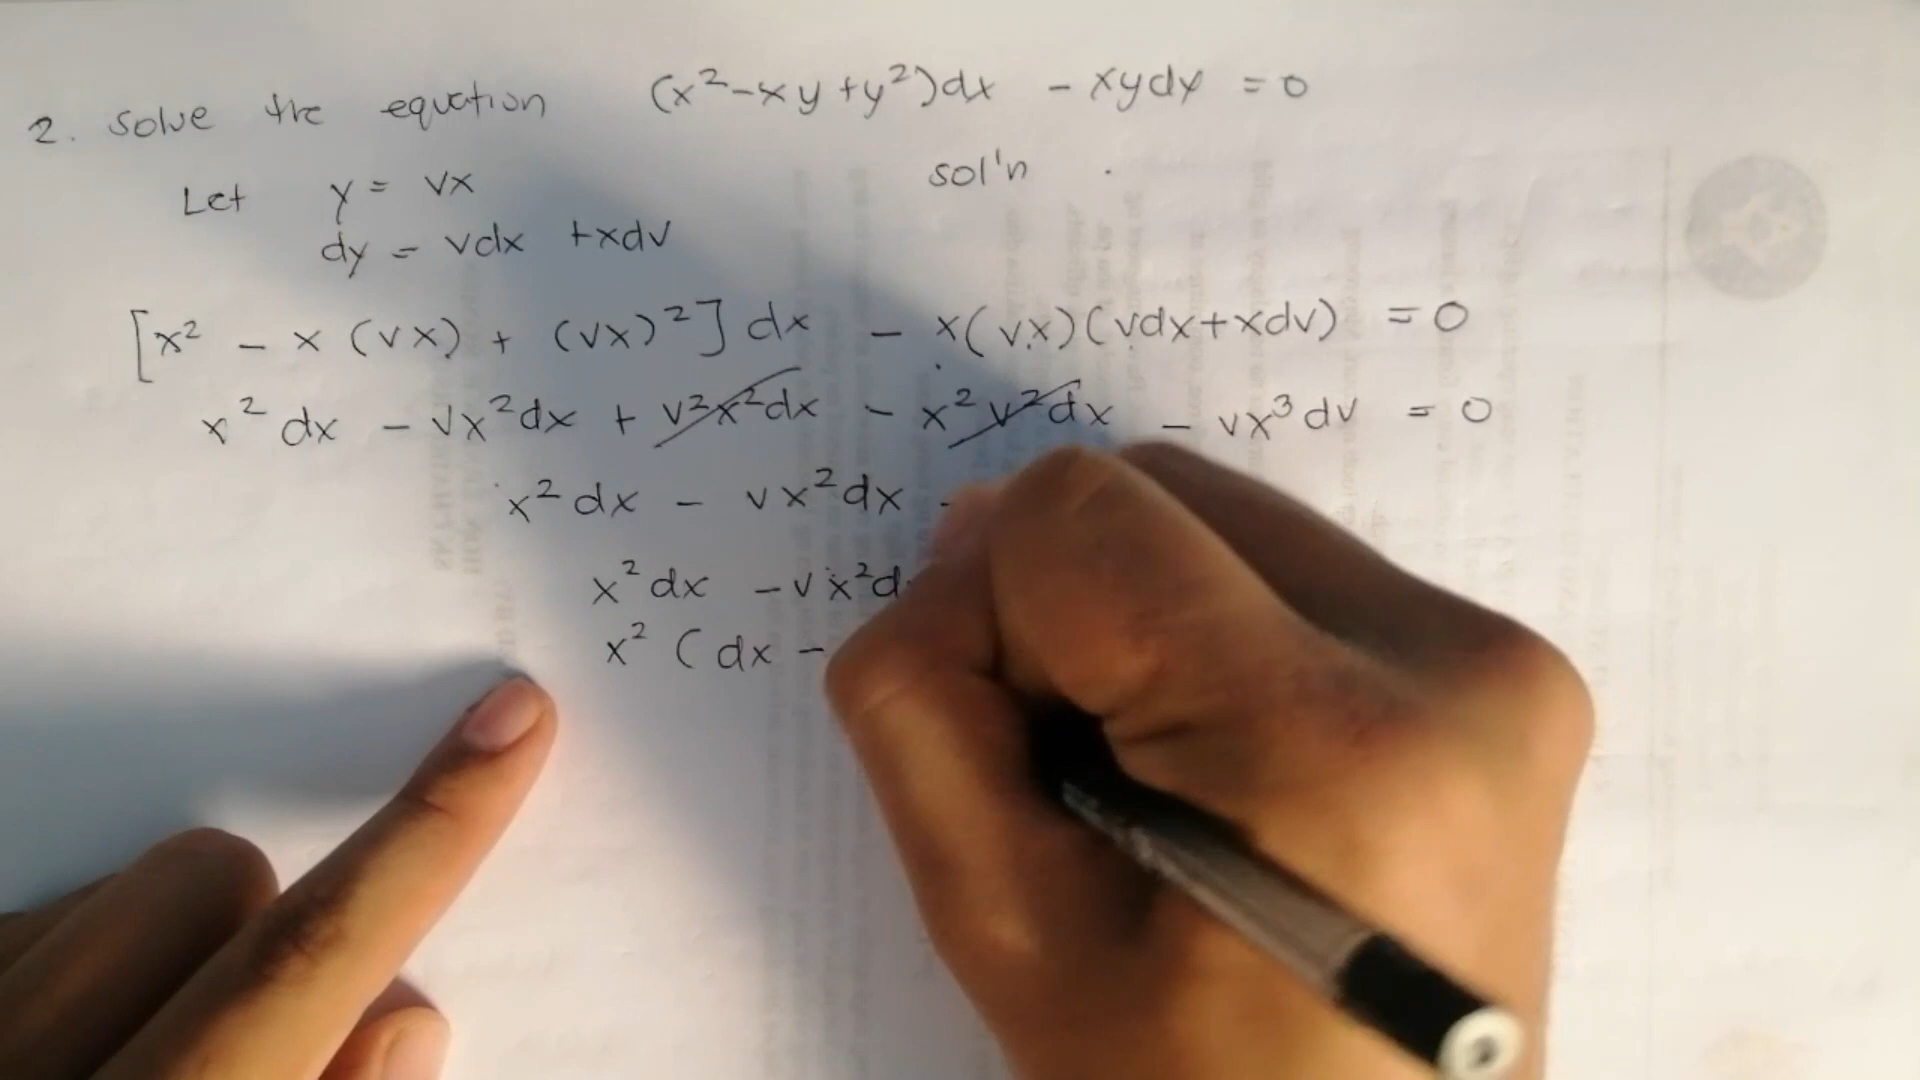 2. Solve the equation (x²-xy+y²)dx - xydy = 0
sol'n
Let y = vx
dy = vdx +xdv
[x² - x (vx) + (vx)²] dx - x(vx)(vdx+xdv) = 0
x² dx - vx²dx + v²x²dx - x²v²dx - vx³dv = 0
x² dx - vx²dx -
x² dx - vx²d
x² (dx -